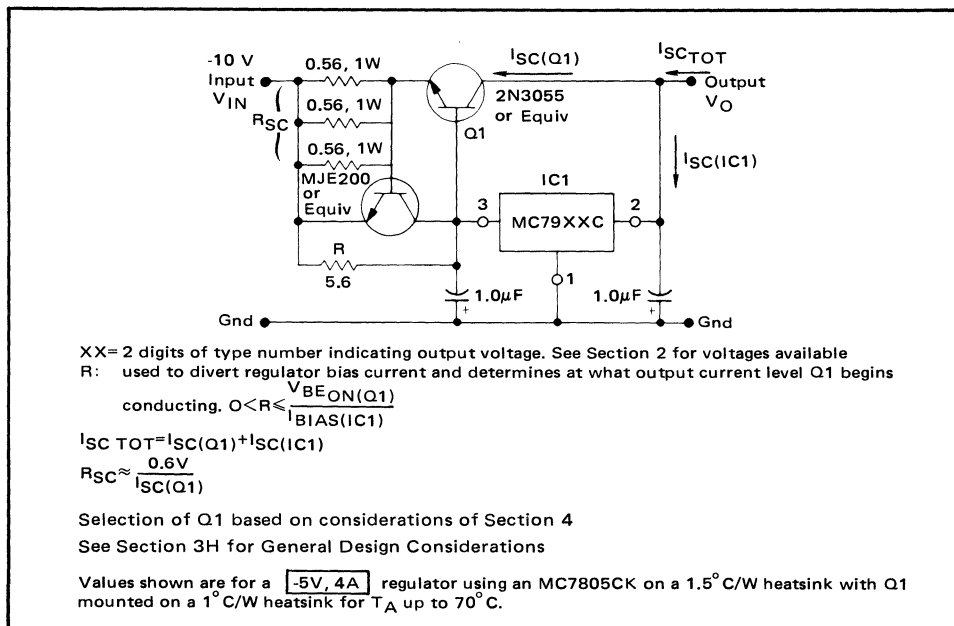 -10 V
Input
VIN
0.56, 1W
0.56, 1W
RSC
0.56, 1W
MJE200
or
Equiv
ISC(Q1)
2N3055
or Equiv
Q1
ISCTOT
Output
VO
ISC(IC1)
IC1
3
MC79XXC
2
1
R
5.6
1.0μF
+
1.0μF
+
Gnd
Gnd
XX= 2 digits of type number indicating output voltage. See Section 2 for voltages available
R: used to divert regulator bias current and determines at what output current level Q1 begins
conducting. O<R≤ VBEON(Q1) / IBIAS(IC1)
ISC TOT=ISC(Q1)+ISC(IC1)
RSC≈ 0.6V / ISC(Q1)
Selection of Q1 based on considerations of Section 4
See Section 3H for General Design Considerations
Values shown are for a -5V, 4A regulator using an MC7805CK on a 1.5°C/W heatsink with Q1
mounted on a 1°C/W heatsink for TA up to 70°C.